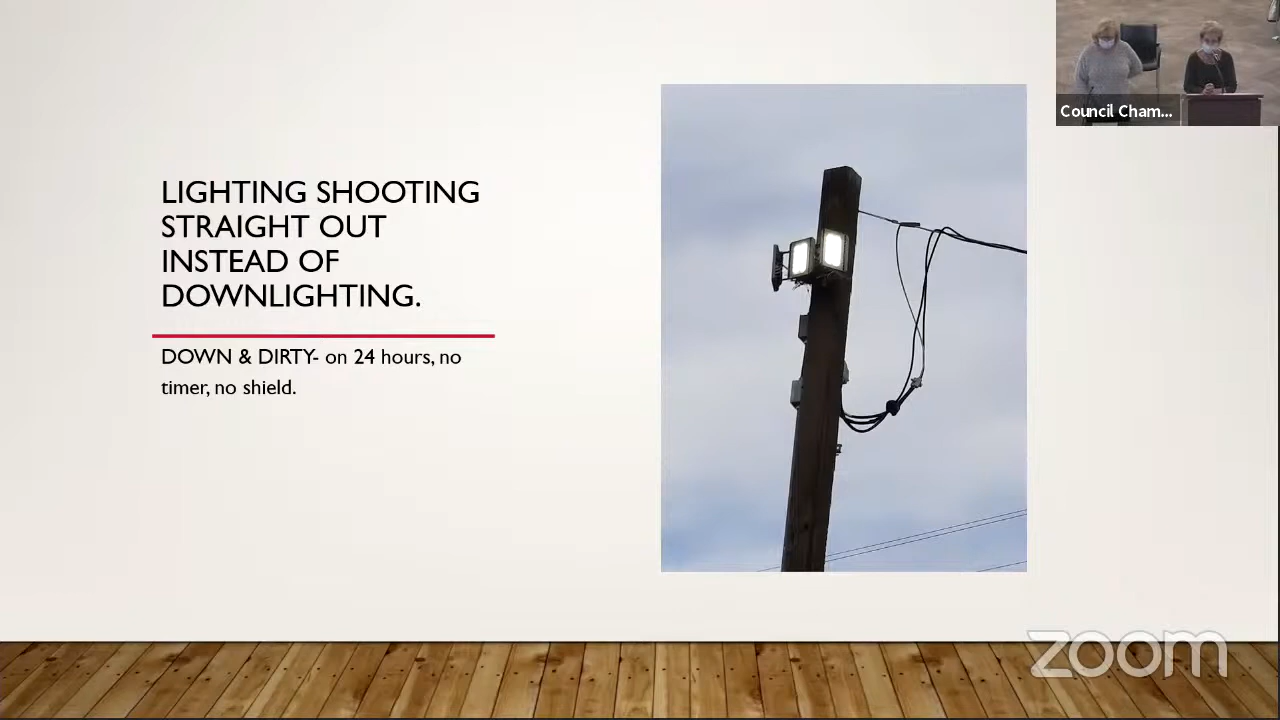 Council Cham...
LIGHTING SHOOTING
STRAIGHT OUT
INSTEAD OF
DOWNLIGHTING.
DOWN & DIRTY- on 24 hours, no
timer, no shield.
zoom